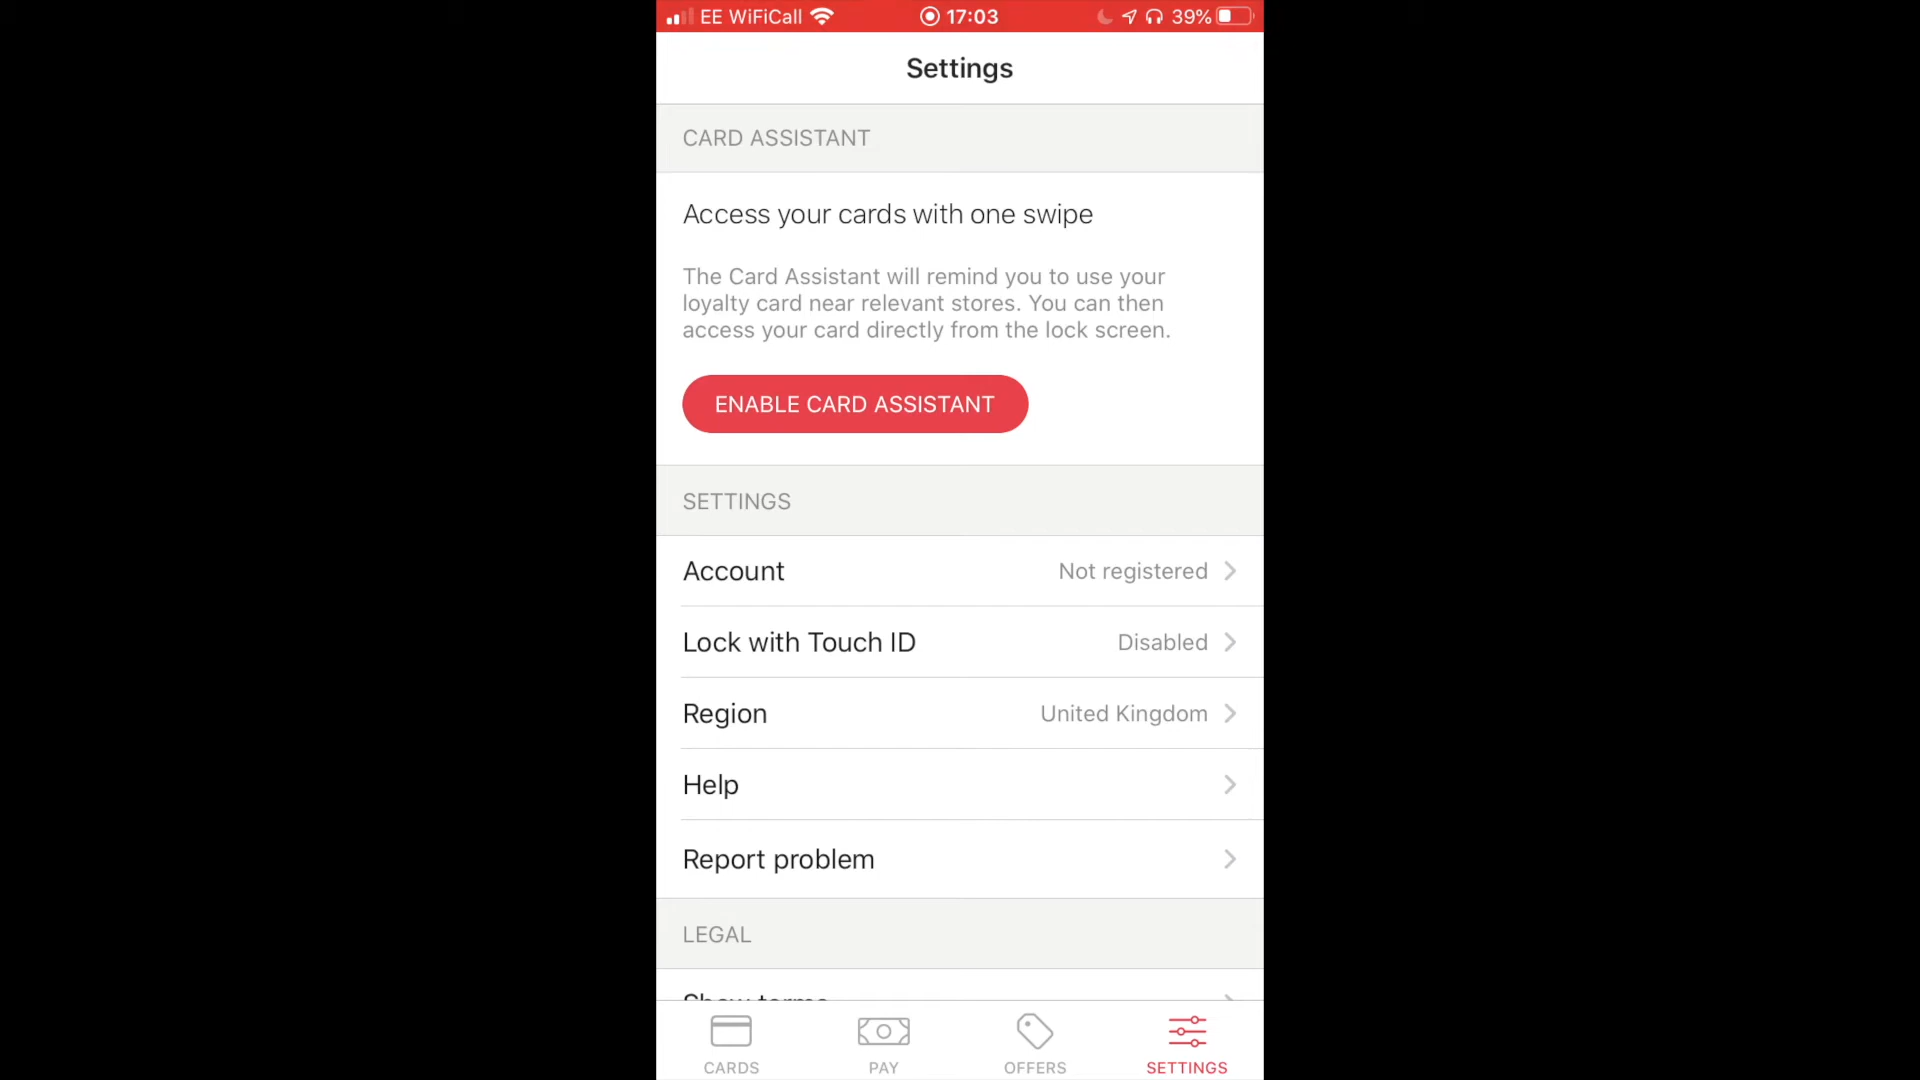 EE WiFiCall 17:03 39%
Settings
CARD ASSISTANT
Access your cards with one swipe
The Card Assistant will remind you to use your
loyalty card near relevant stores. You can then
access your card directly from the lock screen.
ENABLE CARD ASSISTANT
SETTINGS
Account Not registered
Lock with Touch ID Disabled
Region United Kingdom
Help
Report problem
LEGAL
Show terms
CARDS PAY OFFERS SETTINGS